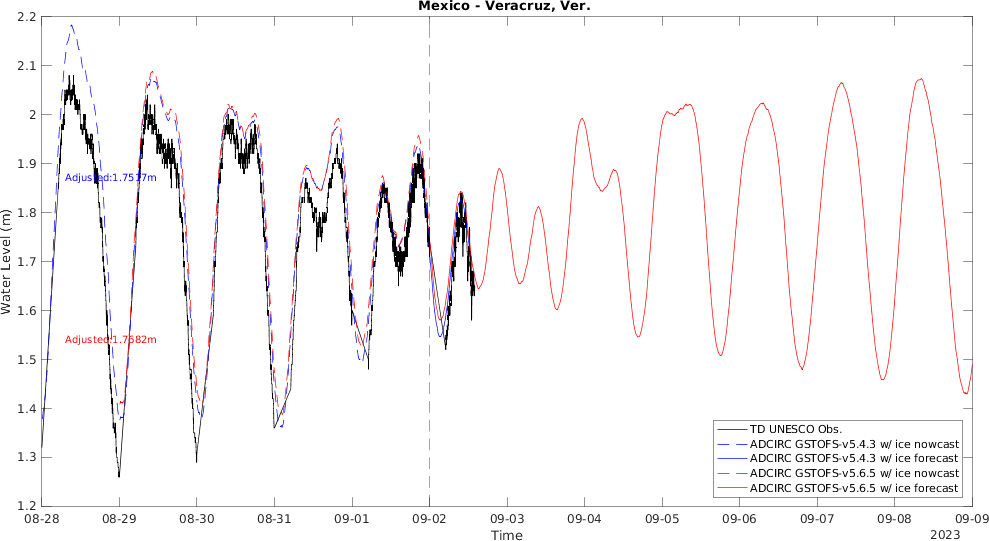 Mexico - Veracruz, Ver.
2.2
2.1
2
1.9
1.8
1.7
1.6
1.5
1.4
1.3
1.2
Water Level (m)
Adjusted:1.7517m
Adjusted:1.7682m
TD UNESCO Obs.
ADCIRC GSTOFS-v5.4.3 w/ ice nowcast
ADCIRC GSTOFS-v5.4.3 w/ ice forecast
ADCIRC GSTOFS-v5.6.5 w/ ice nowcast
ADCIRC GSTOFS-v5.6.5 w/ ice forecast
08-28 08-29 08-30 08-31 09-01 09-02 09-03 09-04 09-05 09-06 09-07 09-08 09-09
Time
2023